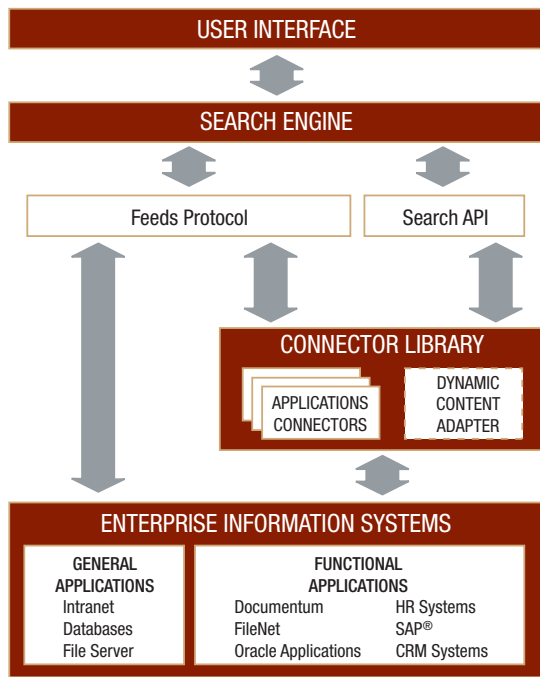 USER INTERFACE
SEARCH ENGINE
Feeds Protocol
Search API
CONNECTOR LIBRARY
APPLICATIONS
CONNECTORS
DYNAMIC
CONTENT
ADAPTER
ENTERPRISE INFORMATION SYSTEMS
GENERAL
APPLICATIONS
Intranet
Databases
File Server
FUNCTIONAL
APPLICATIONS
Documentum
FileNet
Oracle Applications
HR Systems
SAP®
CRM Systems